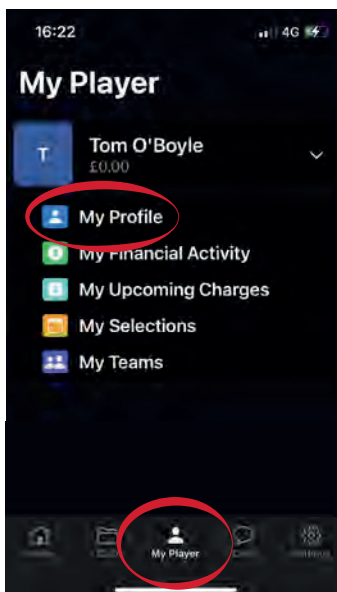 16:22
4G
My Player
T
Tom O'Boyle
£0.00
My Profile
My Financial Activity
My Upcoming Charges
My Selections
My Teams
My Player